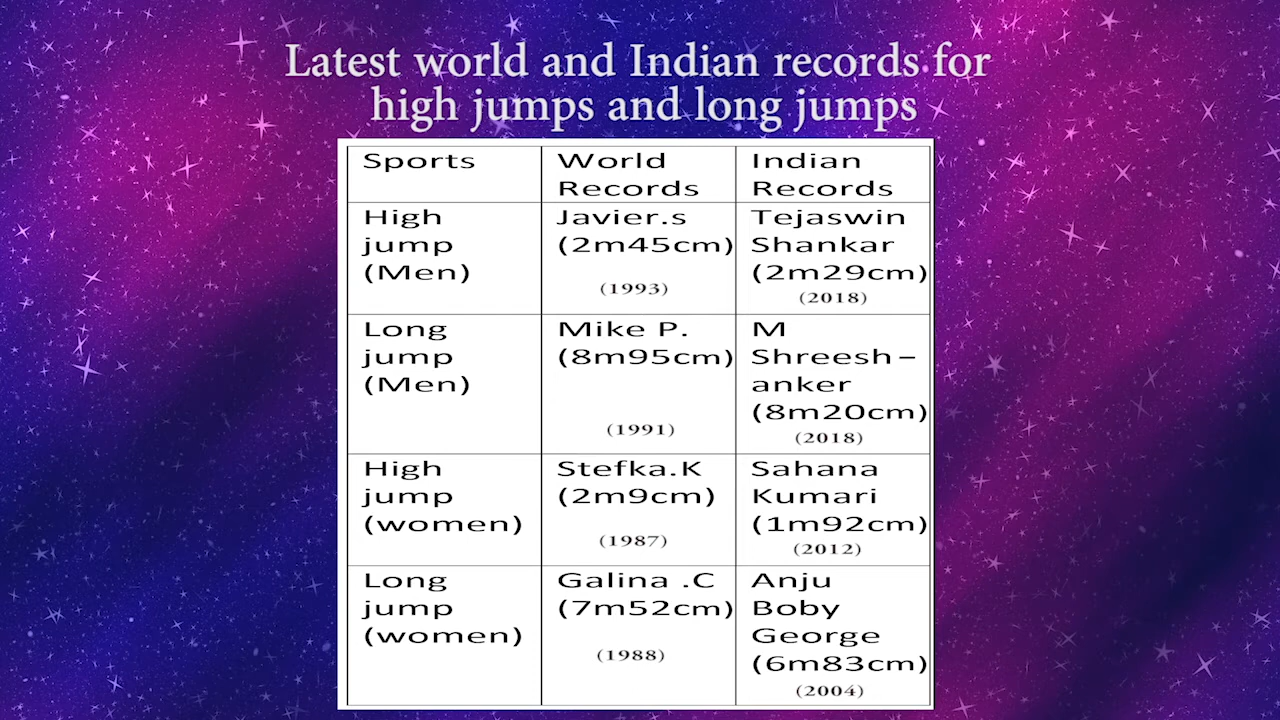 Latest world and Indian records for
high jumps and long jumps
Sports
World
Records
Indian
Records
High
jump
(Men)
Javier.s
(2m45cm)
(1993)
Tejaswin
Shankar
(2m29cm)
(2018)
Long
jump
(Men)
Mike P.
(8m95cm)
(1991)
M
Shreesh –
anker
(8m20cm)
(2018)
High
jump
(women)
Stefka.K
(2m9cm)
(1987)
Sahana
Kumari
(1m92cm)
(2012)
Long
jump
(women)
Galina .C
(7m52cm)
(1988)
Anju
Boby
George
(6m83cm)
(2004)